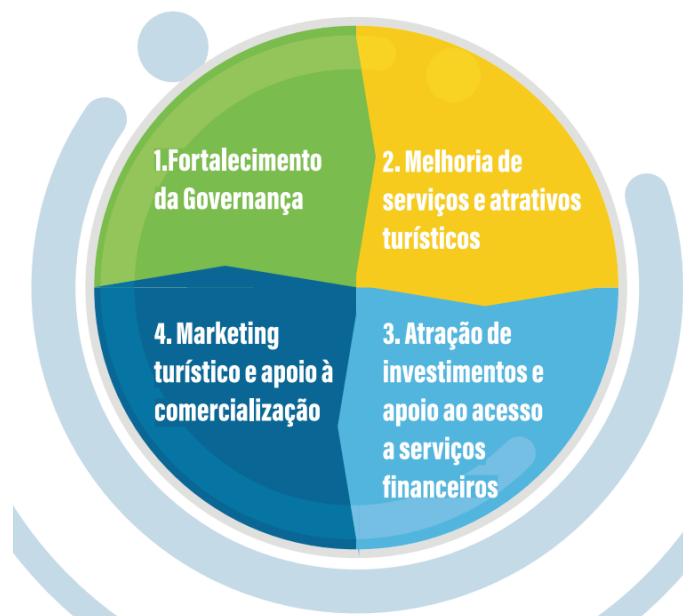 1.Fortalecimento
da Governança
2. Melhoria de
serviços e atrativos
turísticos
3. Atração de
investimentos e
apoio ao acesso
a serviços
financeiros
4. Marketing
turístico e apoio à
comercialização